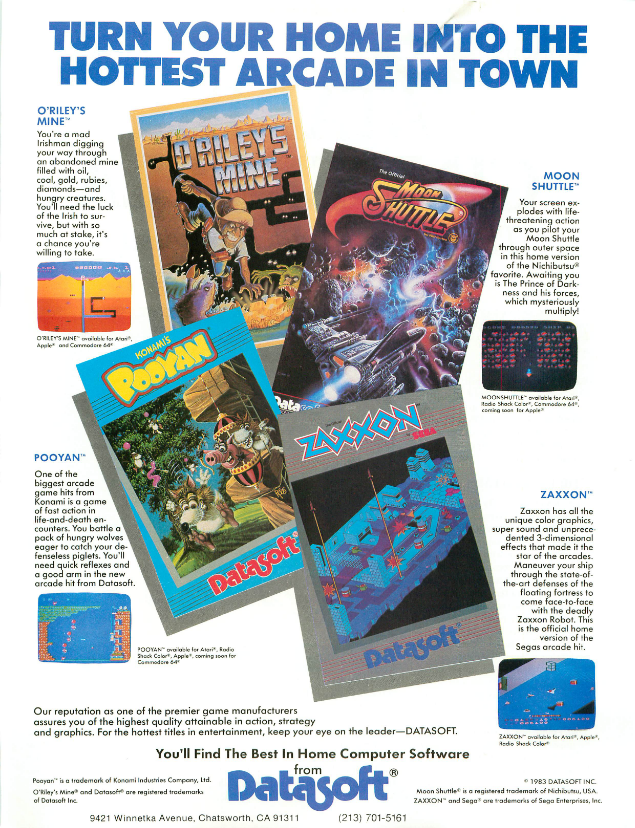 TURN YOUR HOME INTO THE
HOTTEST ARCADE IN TOWN
O'RILEY'S
MINE™
You're a mad
Irishman digging
your way through
an abandoned mine
filled with oil,
coal, gold, rubies,
diamonds—and
hungry creatures.
You'll need the luck
of the Irish to sur-
vive, but with so
much at stake, it's
a chance you're
willing to take.
O'RILEY'S MINE™ available for Atari®,
Apple® and Commodore 64®
O'RILEY'S
MINE
The Official
MOON
SHUTTLE
Data
MOON
SHUTTLE™
Your screen ex-
plodes with life-
threatening action
as you pilot your
Moon Shuttle
through outer space
in this home version
of the Nichibutsu®
favorite. Awaiting you
is The Prince of Dark-
ness and his forces,
which mysteriously
multiply!
MOONSHUTTLE™ available for Atari®,
Radio Shack Color®, Commodore 64®,
coming soon for Apple®
KONAMI'S
POOYAN
Datasoft
ZAXXON™
SEGA
Datasoft
POOYAN™
One of the
biggest arcade
game hits from
Konami is a game
of fast action in
life-and-death en-
counters. You battle a
pack of hungry wolves
eager to catch your de-
fenseless piglets. You'll
need quick reflexes and
a good arm in the new
arcade hit from Datasoft.
POOYAN™ available for Atari®, Radio
Shack Color®, Apple®, coming soon for
Commodore 64®
ZAXXON™
Zaxxon has all the
unique color graphics,
super sound and unprece-
dented 3-dimensional
effects that made it the
star of the arcades.
Maneuver your ship
through the state-of-
the-art defenses of the
floating fortress to
come face-to-face
with the deadly
Zaxxon Robot. This
is the official home
version of the
Segas arcade hit.
ZAXXON™ available for Atari®, Apple®,
Radio Shack Color®
Our reputation as one of the premier game manufacturers
assures you of the highest quality attainable in action, strategy
and graphics. For the hottest titles in entertainment, keep your eye on the leader—DATASOFT.
You'll Find The Best In Home Computer Software
from
Datasoft®
Pooyan™ is a trademark of Konami Industries Company, Ltd.
O'Riley's Mine® and Datasoft® are registered trademarks
of Datasoft Inc.
© 1983 DATASOFT INC.
Moon Shuttle® is a registered trademark of Nichibutsu, USA.
ZAXXON™ and Sega® are trademarks of Sega Enterprises, Inc.
9421 Winnetka Avenue, Chatsworth, CA 91311 (213) 701-5161